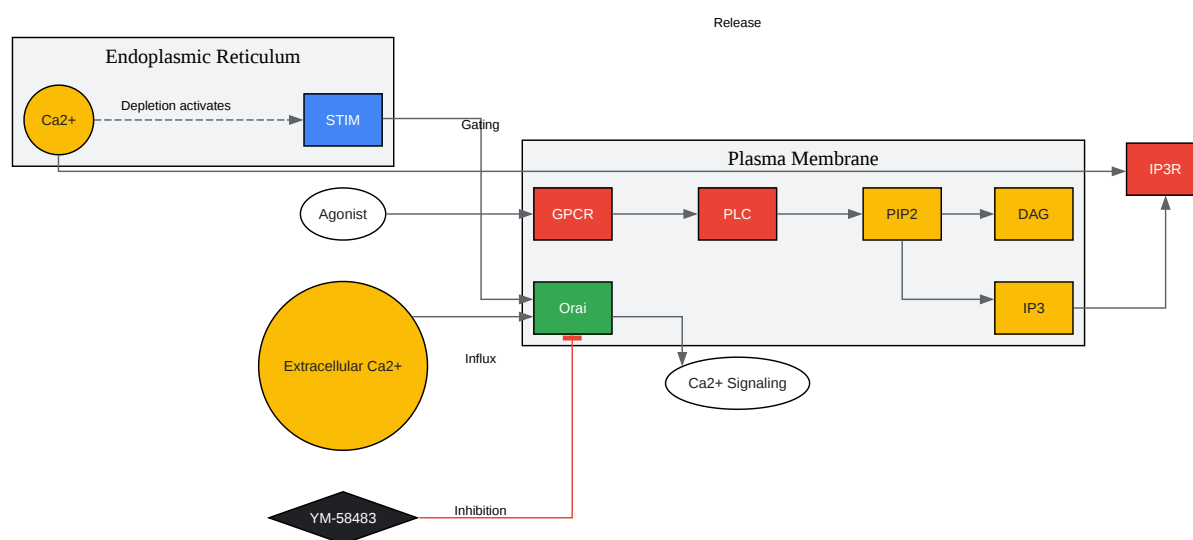 Release
Endoplasmic Reticulum
Ca2+
Depletion activates
STIM
Gating
Plasma Membrane
IP3R
Agonist
GPCR
PLC
PIP2
DAG
Orai
IP3
Extracellular Ca2+
Influx
Ca2+ Signaling
YM-58483
Inhibition